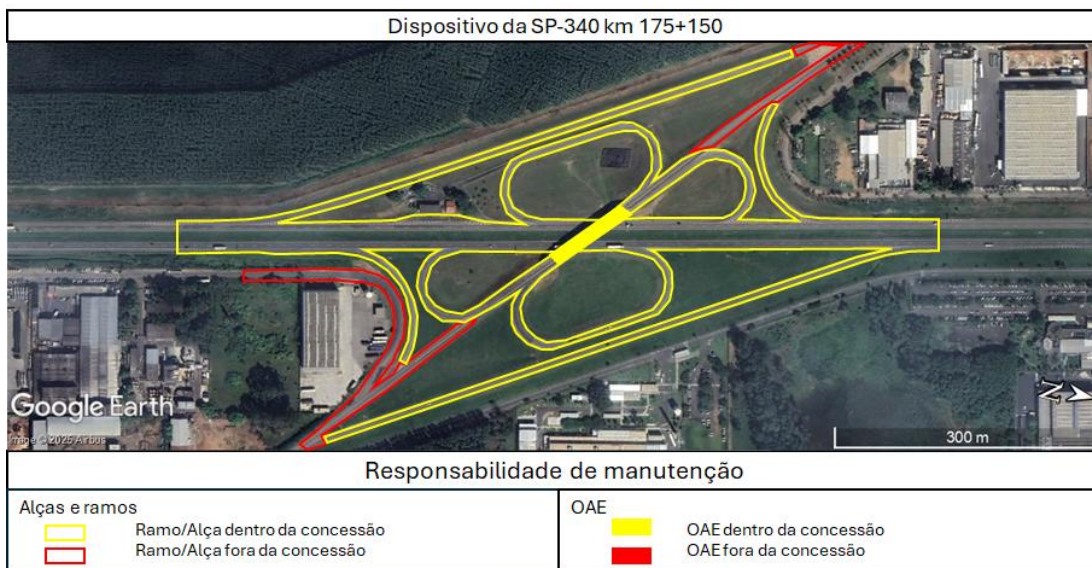 Dispositivo da SP-340 km 175+150
Google Earth
Image © 2025 Airbus
N
300 m
Responsabilidade de manutenção
Alças e ramos
Ramo/Alça dentro da concessão
Ramo/Alça fora da concessão
OAE
OAE dentro da concessão
OAE fora da concessão